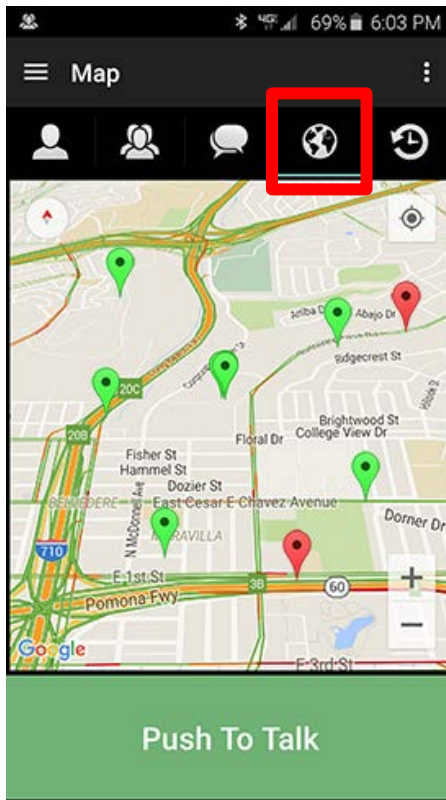 4GE 69% 6:03 PM
Map
Arriba Dr
Abajo Dr
Ridgecrest St
20C
20B
Brightwood St
College View Dr
Floral Dr
Fisher St
Hammel St
Dozier St
BELVEDERE
East Cesar E Chavez Avenue
Dorner Dr
N McDonnell Ave
MARAVILLA
710
E 1st St
3B
60
Pomona Fwy
+
−
Google
E 3rd St
Push To Talk